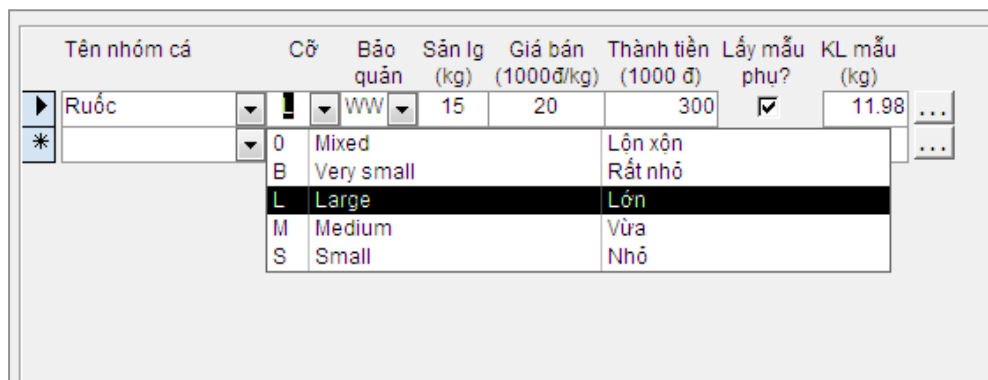 Tên nhóm cá Cỡ Bảo quản Sản lg (kg) Giá bán (1000đ/kg) Thành tiền (1000 đ) Lấy mẫu phụ? KL mẫu (kg)
Ruốc L WW 15 20 300 11.98 ...
...
0 Mixed Lộn xộn
B Very small Rất nhỏ
L Large Lớn
M Medium Vừa
S Small Nhỏ